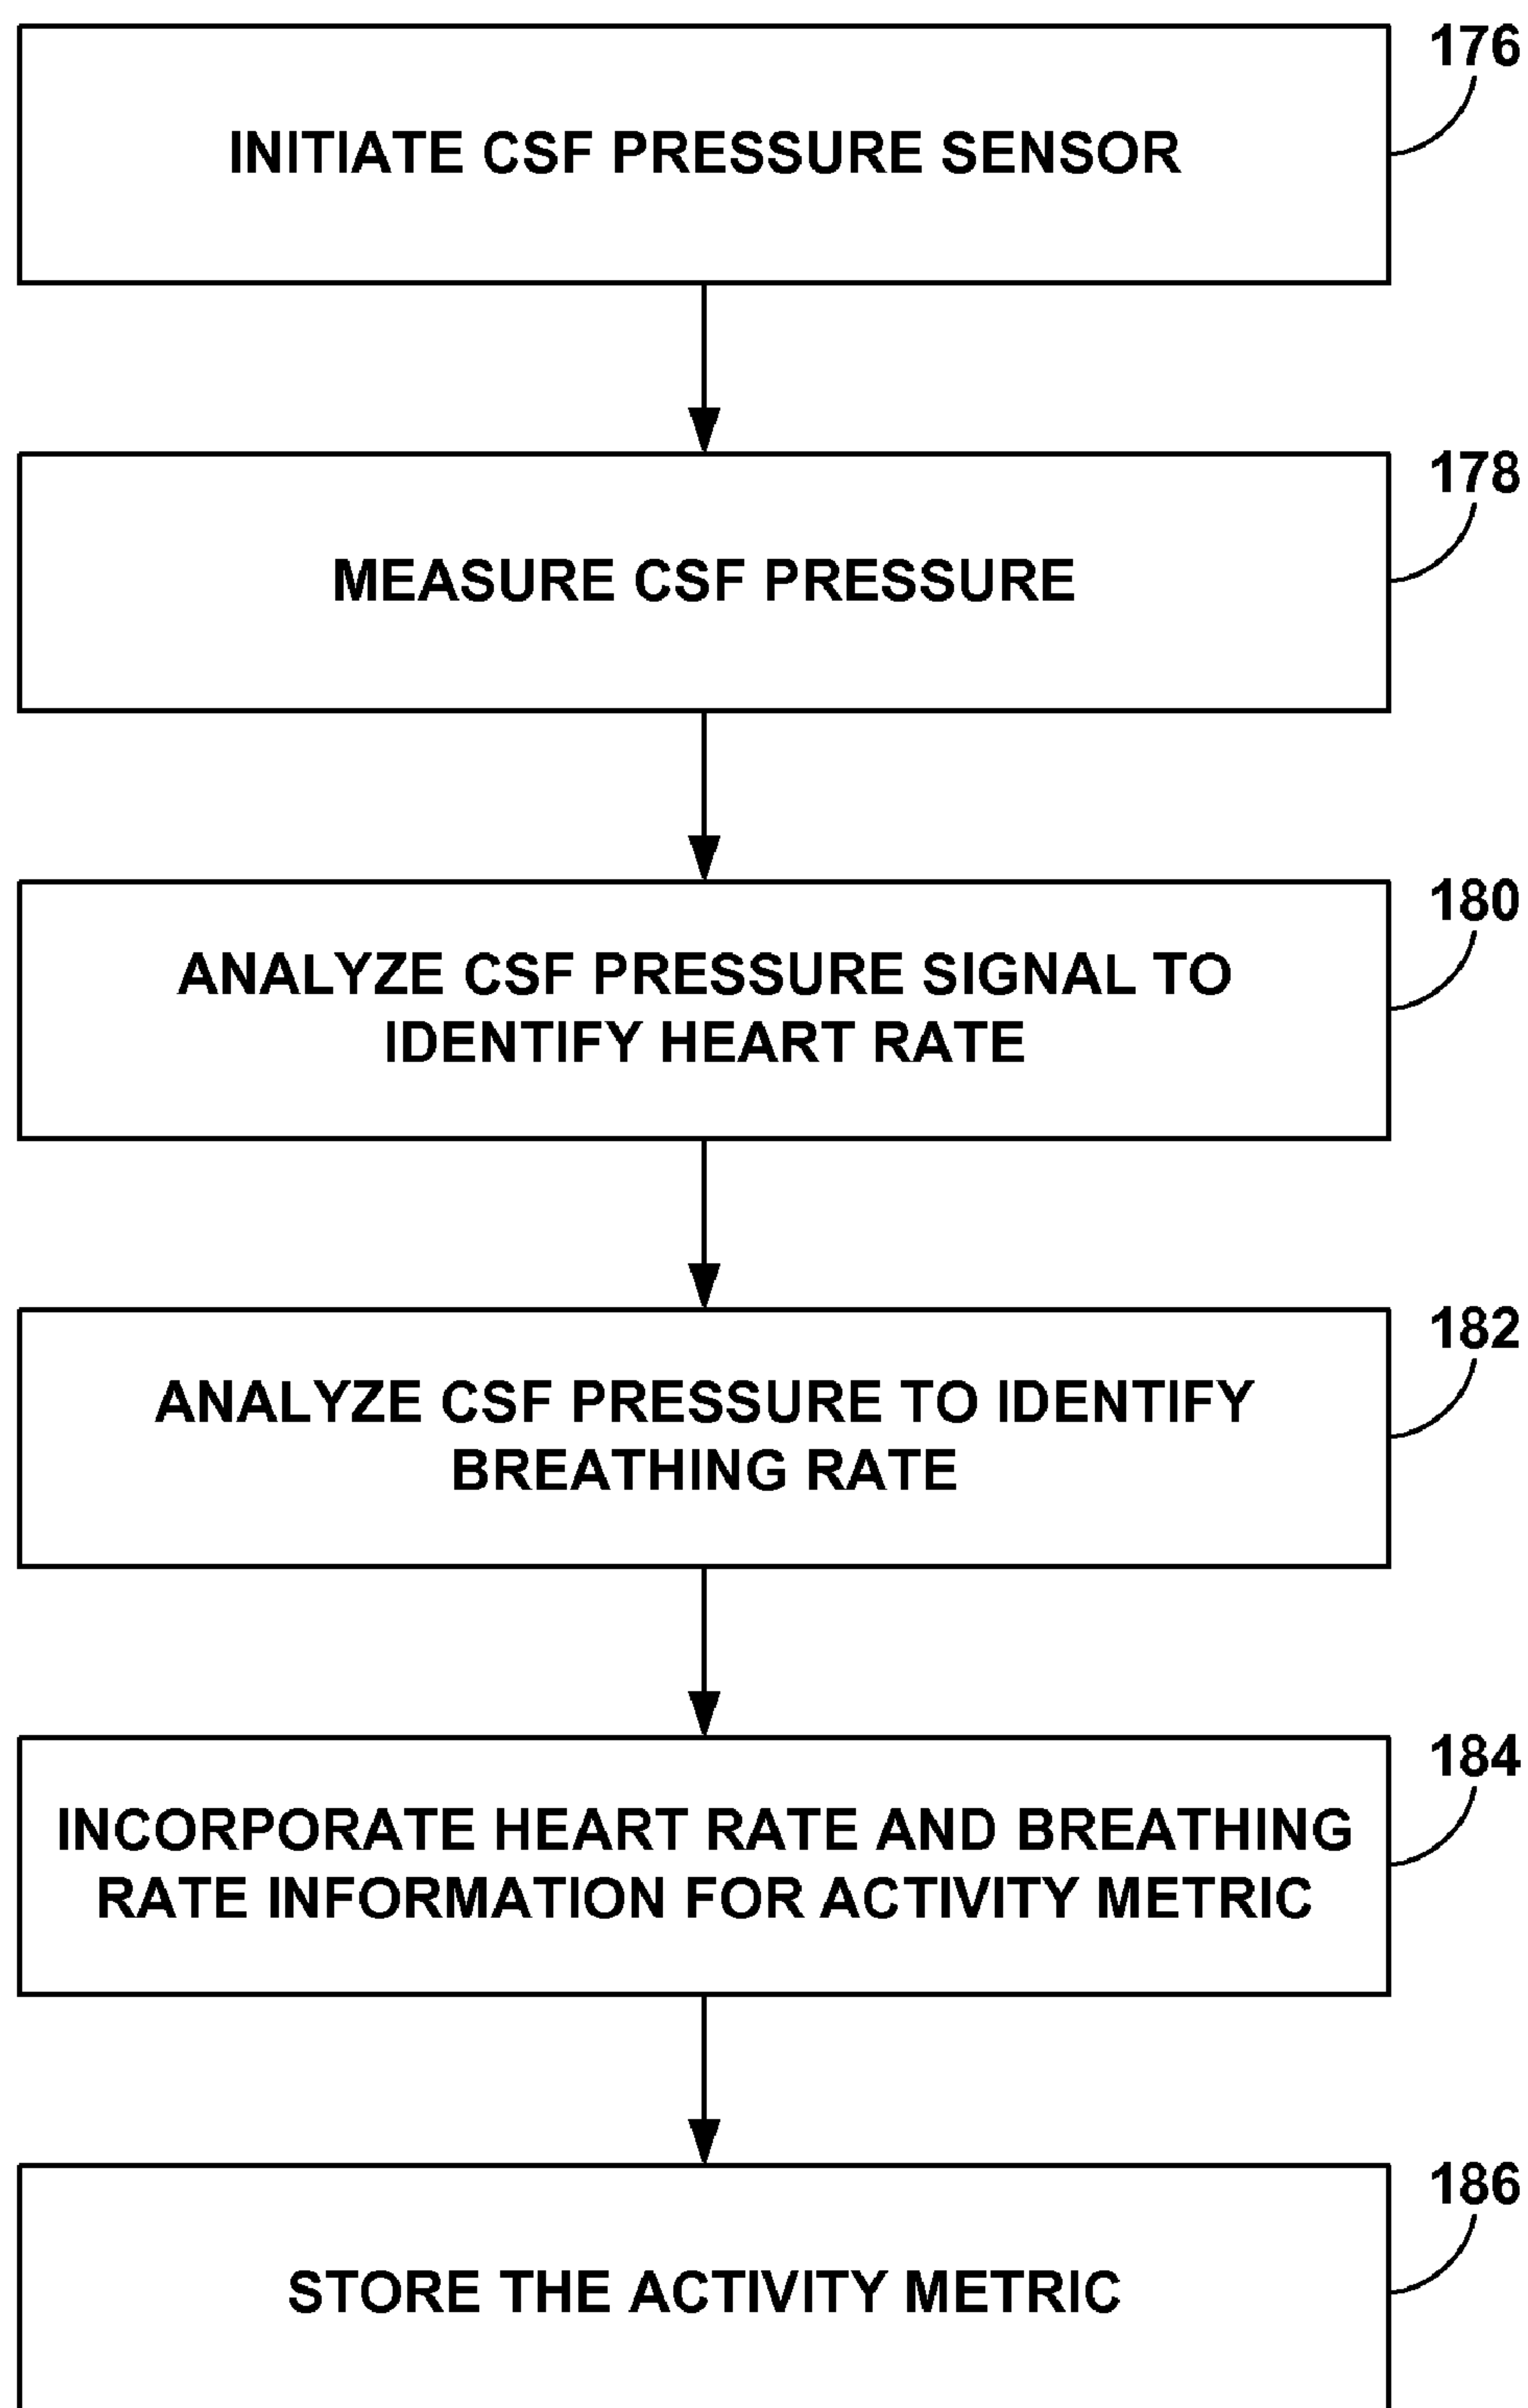 176
INITIATE CSF PRESSURE SENSOR
178
MEASURE CSF PRESSURE
180
ANALYZE CSF PRESSURE SIGNAL TO
IDENTIFY HEART RATE
182
ANALYZE CSF PRESSURE TO IDENTIFY
BREATHING RATE
184
INCORPORATE HEART RATE AND BREATHING
RATE INFORMATION FOR ACTIVITY METRIC
186
STORE THE ACTIVITY METRIC